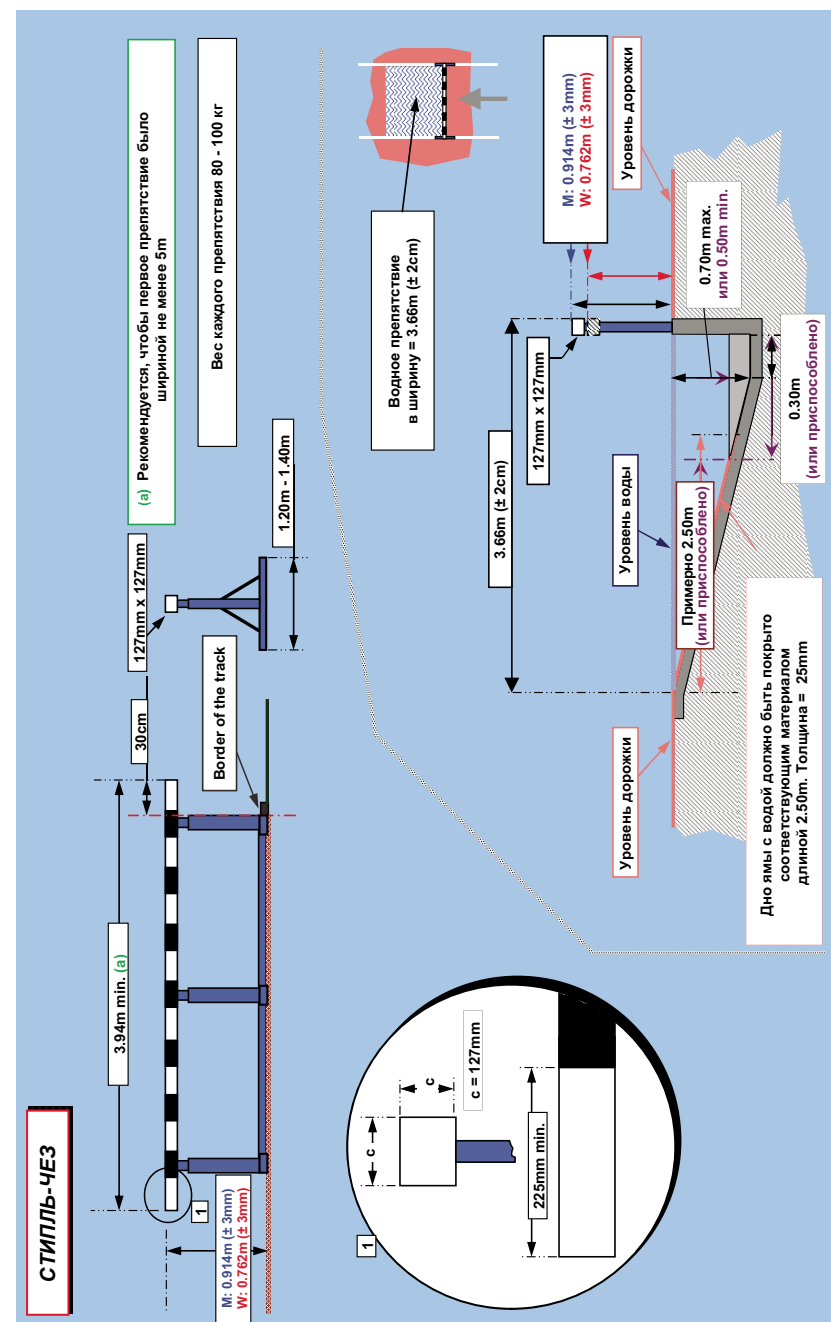 СТИПЛЬ-ЧЕЗ
3.94m min. (a)
30cm
127mm x 127mm
(a) Рекомендуется, чтобы первое препятствие было
шириной не менее 5m
Вес каждого препятствия 80 - 100 кг
1.20m - 1.40m
Border of the track
1
M: 0.914m (± 3mm)
W: 0.762m (± 3mm)
1
c
c
c = 127mm
225mm min.
Водное препятствие
в ширину = 3.66m (± 2cm)
M: 0.914m (± 3mm)
W: 0.762m (± 3mm)
127mm x 127mm
3.66m (± 2cm)
Уровень дорожки
Уровень воды
Уровень дорожки
0.70m max.
или 0.50m min.
Примерно 2.50m
(или приспособлено)
0.30m
(или приспособлено)
Дно ямы с водой должно быть покрыто
соответствующим материалом
длиной 2.50m. Толщина = 25mm